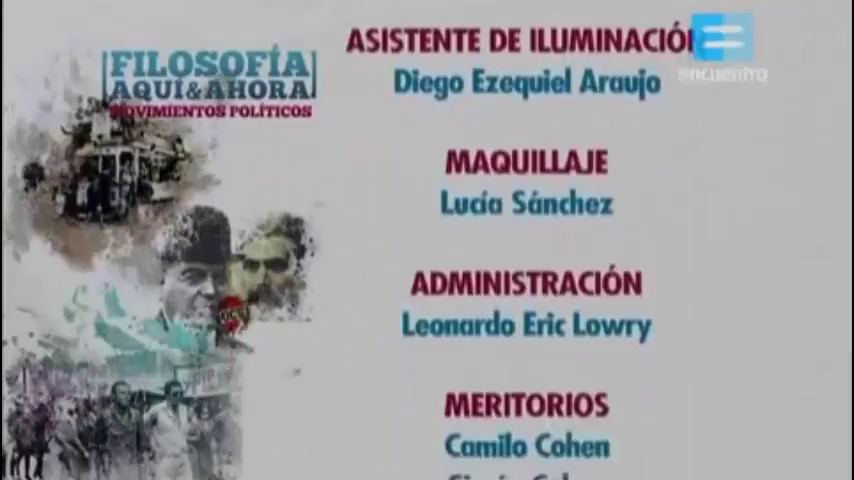 FILOSOFÍA
AQUÍ&AHORA
MOVIMIENTOS POLÍTICOS
ASISTENTE DE ILUMINACIÓN
Diego Ezequiel Araujo
encuentro
MAQUILLAJE
Lucía Sánchez
ADMINISTRACIÓN
Leonardo Eric Lowry
MERITORIOS
Camilo Cohen